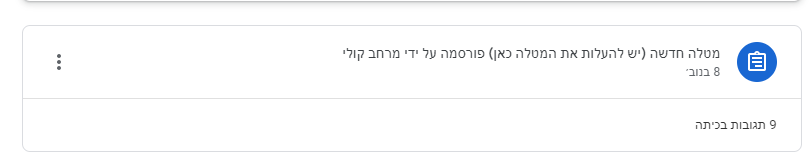 מטלה חדשה (יש להעלות את המטלה כאן) פורסמה על ידי מרחב קולי
8 בנוב׳
9 תגובות בכיתה